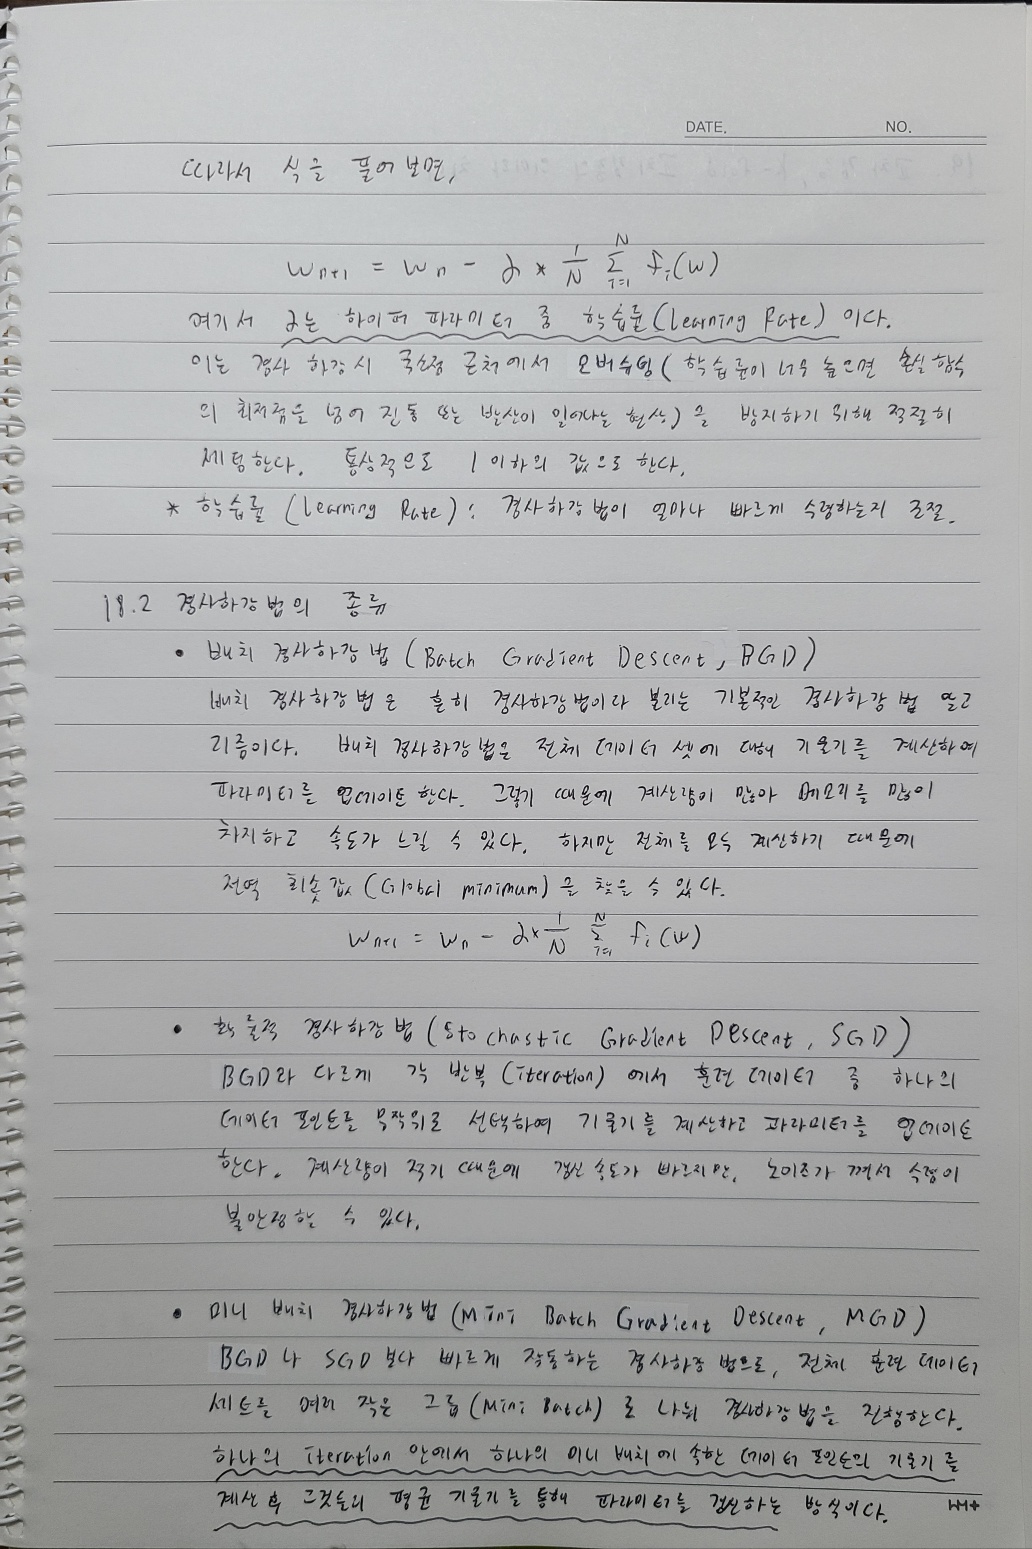 DATE. NO.
따라서 식을 풀어보면,
W_{n+1} = W_n - α * 1/N Σ_{i=1}^{N} f_i(w)
여기서 α는 하이퍼 파라미터 중 학습률(Learning Rate) 이다.
이는 경사 하강 시 극소점 근처에서 오버슈팅( 학습률이 너무 높으면 손실 함수
의 최저점을 넘어 진동 또는 발산이 일어나는 현상)을 방지하기 위해 적절히
세팅한다. 통상적으로 1 이하의 값으로 한다.
* 학습률 (Learning Rate) : 경사하강법이 얼마나 빠르게 수렴하는지 조절.
18.2 경사하강법의 종류
• 배치 경사하강법 (Batch Gradient Descent, BGD)
배치 경사하강법은 흔히 경사하강법이라 불리는 기본적인 경사하강법 알고
리즘이다. 배치 경사하강법은 전체 데이터 셋에 대해 기울기를 계산하여
파라미터를 업데이트 한다. 그렇기 때문에 계산량이 많아 메모리를 많이
차지하고 속도가 느릴 수 있다. 하지만 전체를 모두 계산하기 때문에
전역 최솟값(Global minimum)을 찾을 수 있다.
W_{n+1} = W_n - α* 1/N Σ_{i=1}^{N} f_i(w)
• 확률적 경사하강법 (Stochastic Gradient Descent, SGD)
BGD와 다르게 각 반복(iteration) 에서 훈련 데이터 중 하나의
데이터 포인트를 무작위로 선택하여 기울기를 계산하고 파라미터를 업데이트
한다. 계산량이 적기 때문에 갱신 속도가 빠르지만, 노이즈가 껴서 수렴이
불안정할 수 있다.
• 미니 배치 경사하강법 (Mini Batch Gradient Descent, MGD)
BGD나 SGD 보다 빠르게 작동하는 경사하강법으로, 전체 훈련 데이터
세트를 여러 작은 그룹(Mini Batch)로 나눠 경사하강법을 진행한다.
하나의 iteration 안에서 하나의 미니 배치에 속한 데이터 포인트의 기울기를
계산 후 그것들의 평균 기울기를 통해 파라미터를 갱신하는 방식이다.